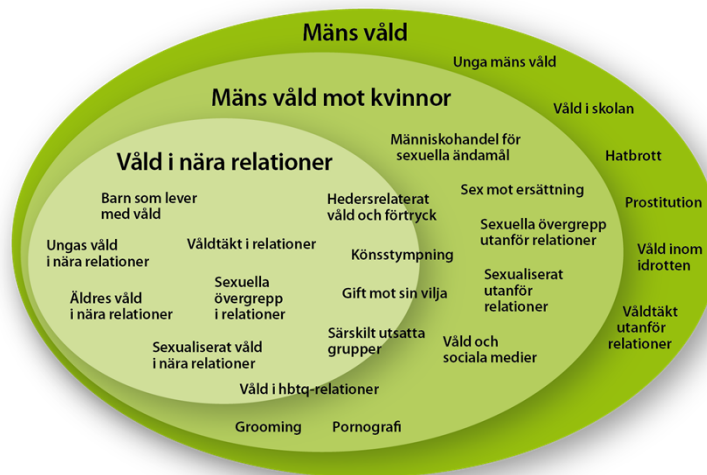 Mäns våld
Unga mäns våld
Mäns våld mot kvinnor
Våld i skolan
Människohandel för
sexuella ändamål
Hatbrott
Våld i nära relationer
Sex mot ersättning
Barn som lever
med våld
Hedersrelaterat
våld och förtryck
Prostitution
Sexuella övergrepp
utanför relationer
Ungas våld
i nära relationer
Våldtäkt i relationer
Könsstympning
Våld inom
idrotten
Sexualiserat
utanför
relationer
Sexuella
övergrepp
i relationer
Gift mot sin vilja
Äldres våld
i nära relationer
Våldtäkt
utanför
relationer
Särskilt utsatta
grupper
Våld och
sociala medier
Sexualiserat våld
i nära relationer
Våld i hbtq-relationer
Grooming
Pornografi